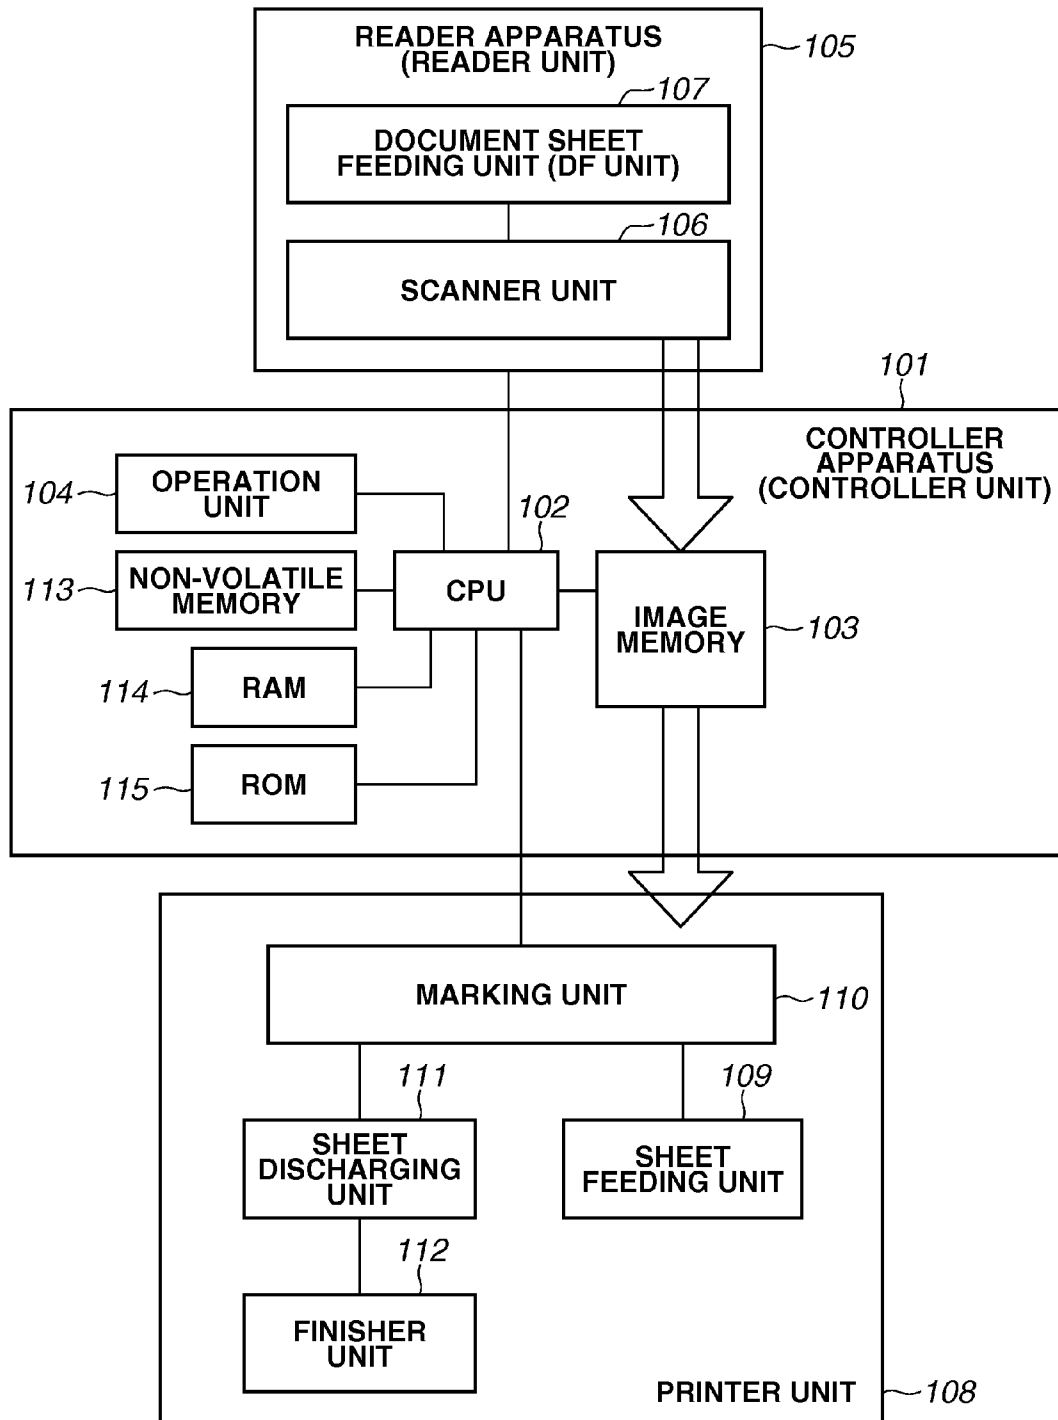 READER APPARATUS
(READER UNIT)
105
107
DOCUMENT SHEET
FEEDING UNIT (DF UNIT)
106
SCANNER UNIT
101
CONTROLLER
APPARATUS
(CONTROLLER UNIT)
104
OPERATION
UNIT
102
113
NON-VOLATILE
MEMORY
CPU
IMAGE
MEMORY
103
114
RAM
115
ROM
MARKING UNIT
110
111
109
SHEET
DISCHARGING
UNIT
SHEET
FEEDING UNIT
112
FINISHER
UNIT
PRINTER UNIT
108